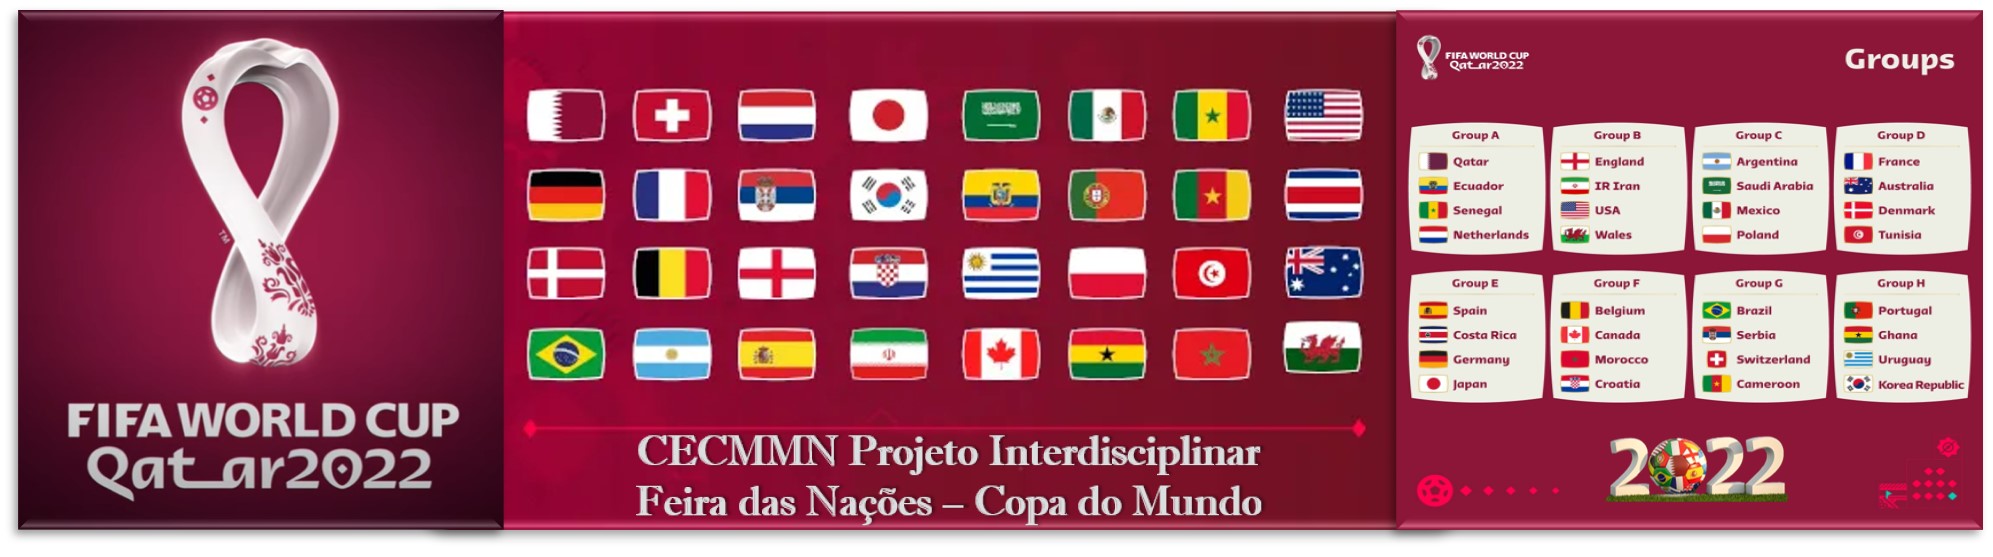 TM
FIFA WORLD CUP
Qatar2022
CECMMN Projeto Interdisciplinar
Feira das Nações – Copa do Mundo
FIFA WORLD CUP
Qatar2022
Groups
Group A
Qatar
Ecuador
Senegal
Netherlands
Group B
England
IR Iran
USA
Wales
Group C
Argentina
Saudi Arabia
Mexico
Poland
Group D
France
Australia
Denmark
Tunisia
Group E
Spain
Costa Rica
Germany
Japan
Group F
Belgium
Canada
Morocco
Croatia
Group G
Brazil
Serbia
Switzerland
Cameroon
Group H
Portugal
Ghana
Uruguay
Korea Republic
2022